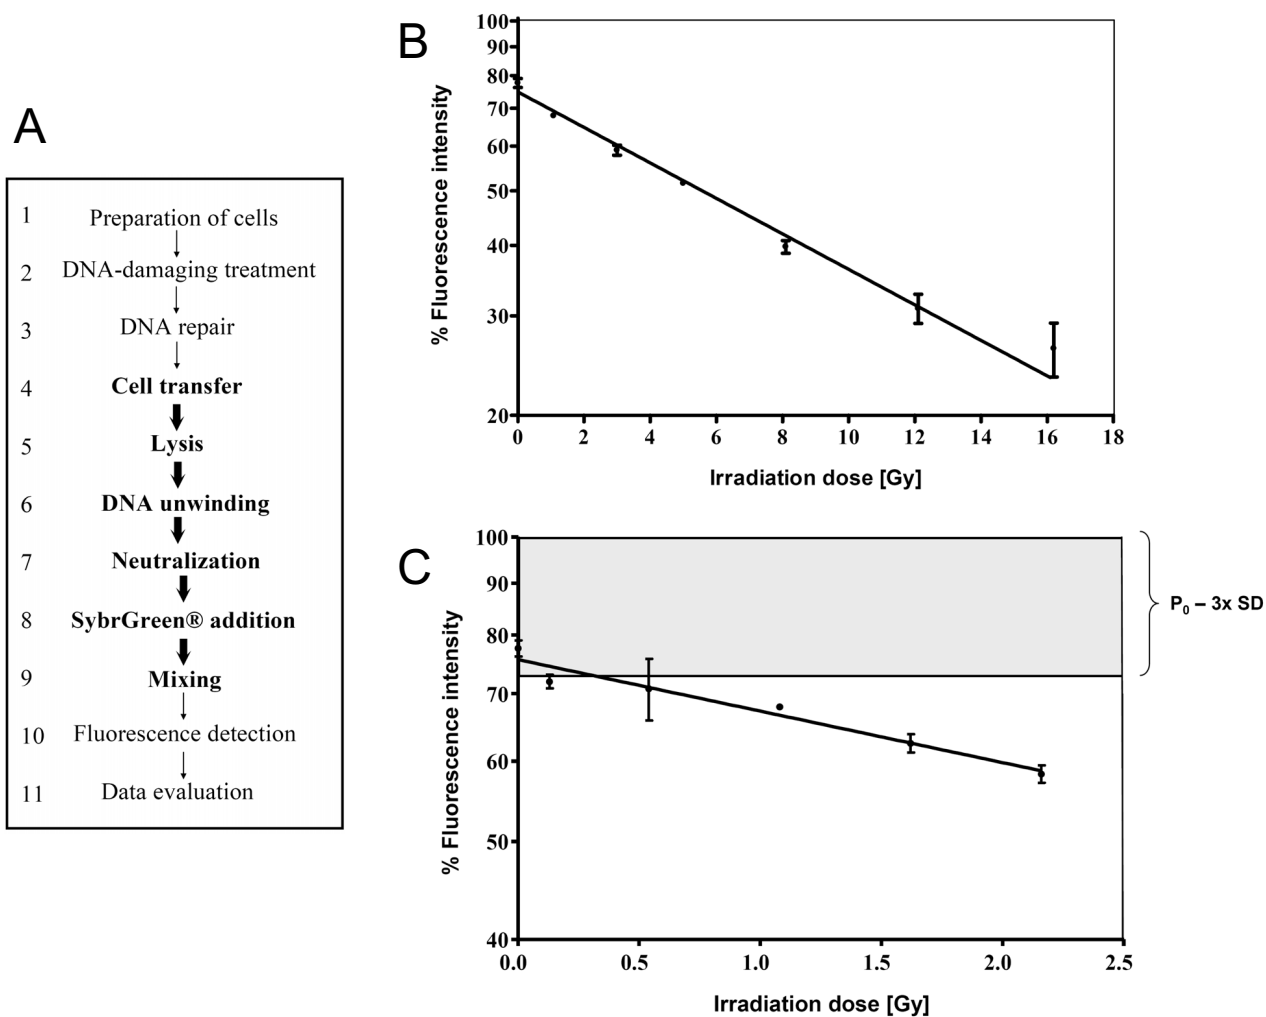 A
1 Preparation of cells
2 DNA-damaging treatment
3 DNA repair
4 Cell transfer
5 Lysis
6 DNA unwinding
7 Neutralization
8 SybrGreen® addition
9 Mixing
10 Fluorescence detection
11 Data evaluation
B
% Fluorescence intensity
100
90
80
70
60
50
40
30
20
0 2 4 6 8 10 12 14 16 18
Irradiation dose [Gy]
C
% Fluorescence intensity
100
90
80
70
60
50
40
0.0 0.5 1.0 1.5 2.0 2.5
Irradiation dose [Gy]
P0 – 3x SD